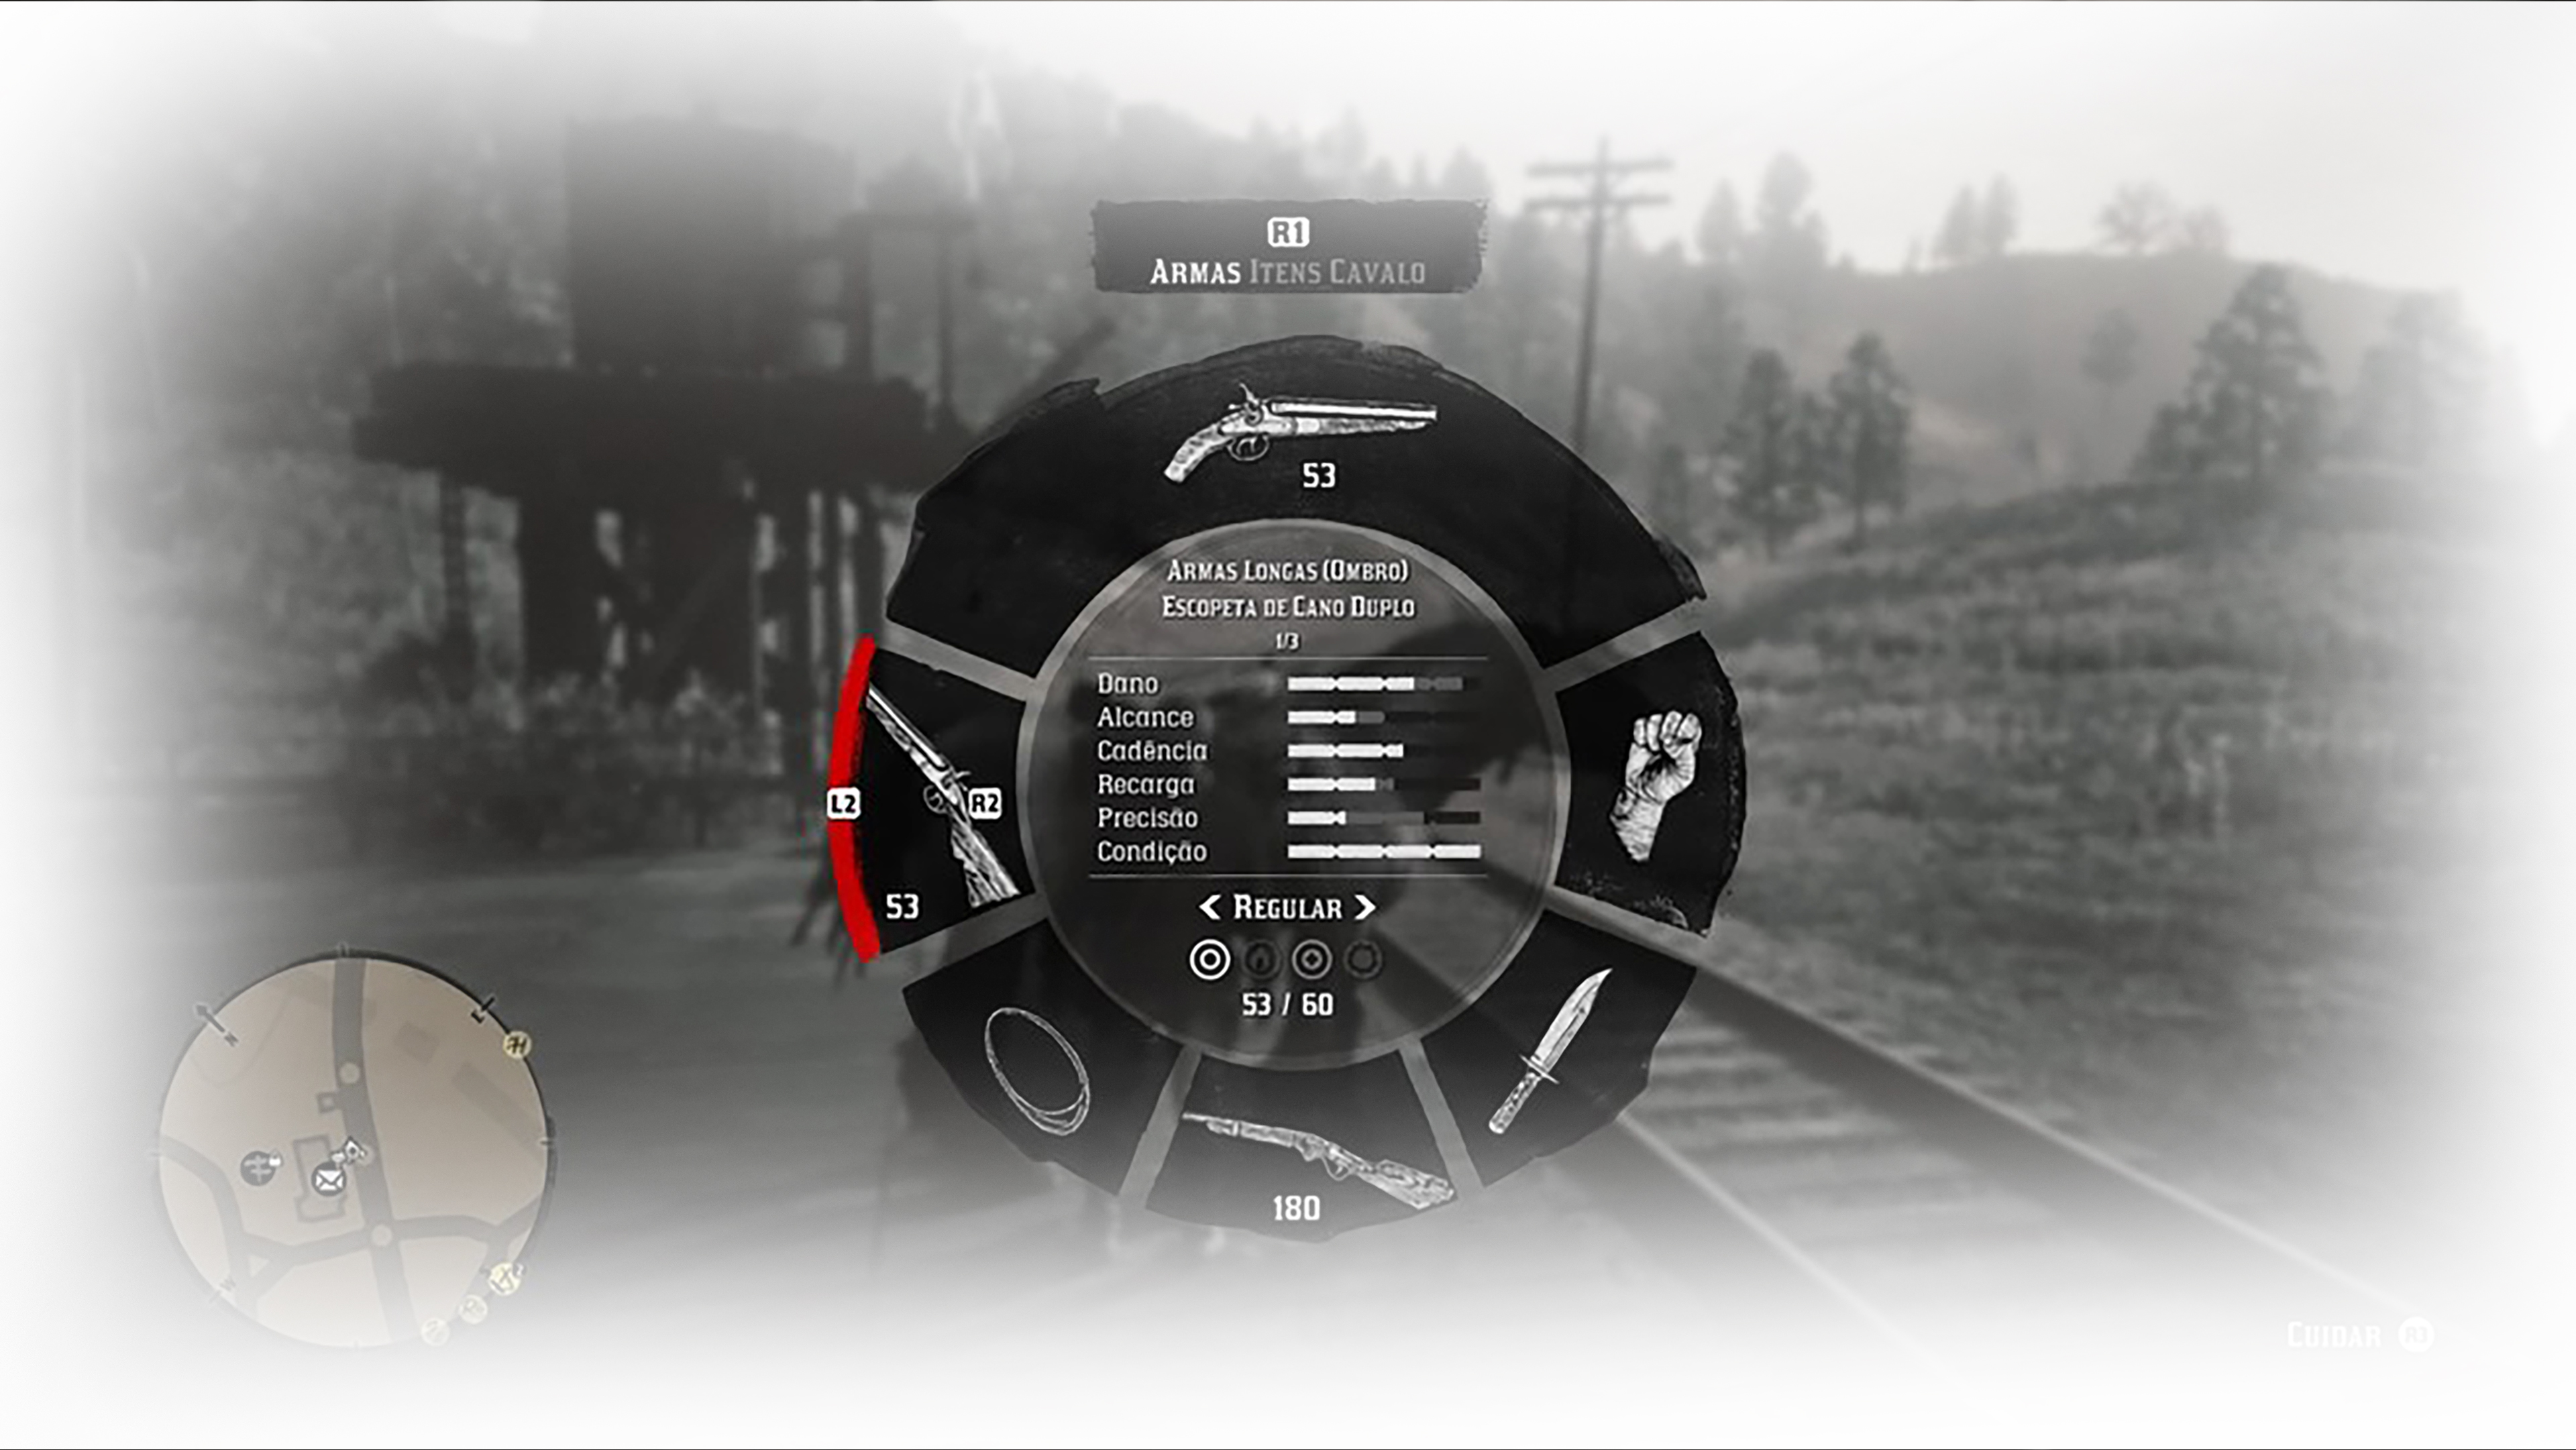 R1
ARMAS ITENS CAVALO
53
ARMAS LONGAS (OMBRO)
ESCOPETA DE CANO DUPLO
1/3
Dano
Alcance
Cadência
Recarga
Precisão
Condição
L2
R2
53
< REGULAR >
53 / 60
180
N
E
W
CUIDAR R3